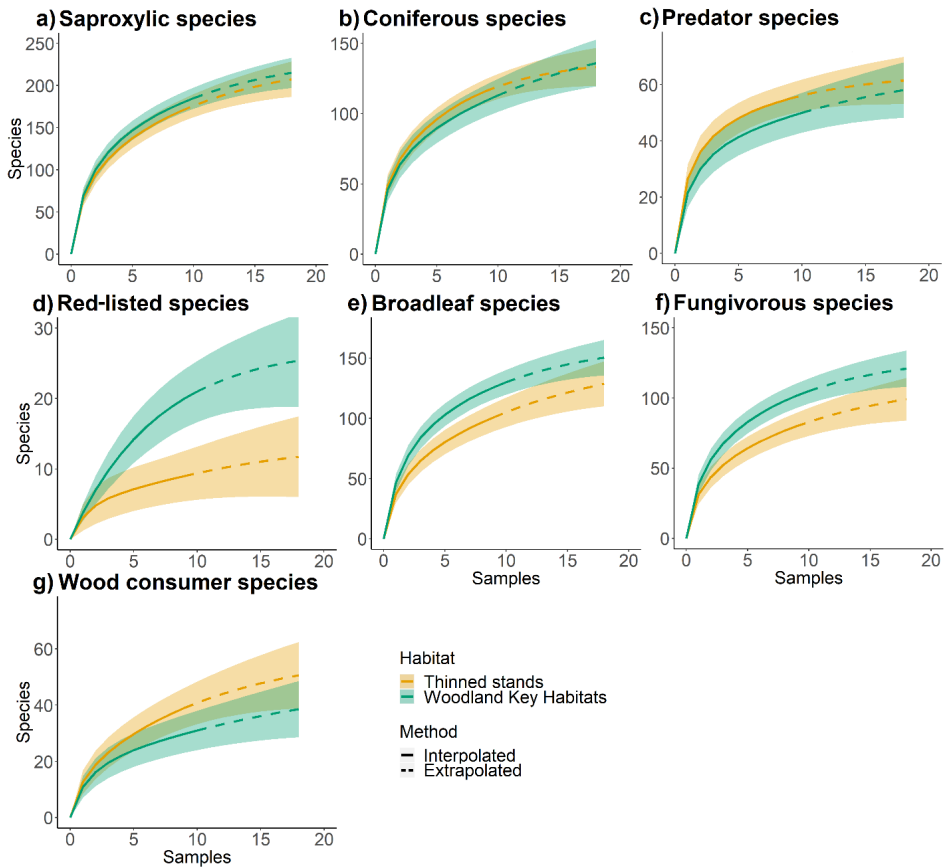 a) Saproxylic species
250
200
150
100
50
0
Species
0 5 10 15 20
b) Coniferous species
150
100
50
0
0 5 10 15 20
c) Predator species
60
40
20
0
0 5 10 15 20
d) Red-listed species
30
20
10
0
Species
0 5 10 15 20
e) Broadleaf species
150
100
50
0
0 5 10 15 20
Samples
f) Fungivorous species
150
100
50
0
0 5 10 15 20
g) Wood consumer species
60
40
20
0
Species
0 5 10 15 20
Samples
Habitat
Thinned stands
Woodland Key Habitats
Method
Interpolated
Extrapolated